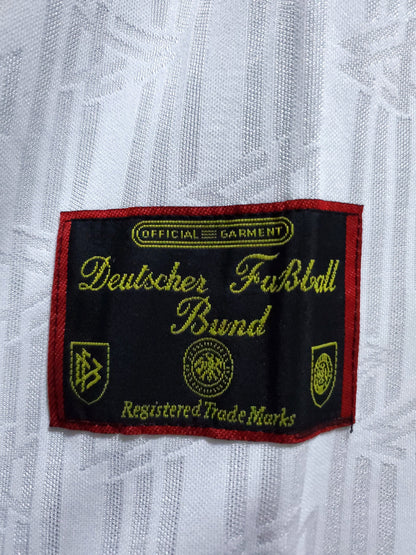 OFFICIAL GARMENT
Deutscher Fußball
Bund
Registered Trade Marks